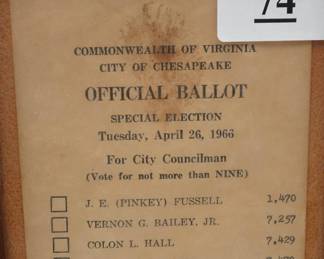 74
COMMONWEALTH OF VIRGINIA
CITY OF CHESAPEAKE
OFFICIAL BALLOT
SPECIAL ELECTION
Tuesday, April 26, 1966
For City Councilman
(Vote for not more than NINE)
J. E. (PINKEY) FUSSELL 1,470
VERNON G. BAILEY, JR. 7,257
COLON L. HALL 7,429